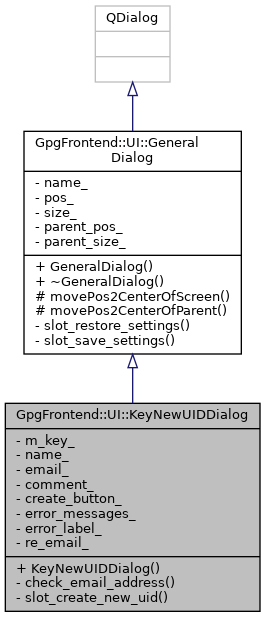 QDialog
GpgFrontend::UI::General
Dialog
- name_
- pos_
- size_
- parent_pos_
- parent_size_
+ GeneralDialog()
+ ~GeneralDialog()
# movePos2CenterOfScreen()
# movePos2CenterOfParent()
- slot_restore_settings()
- slot_save_settings()
GpgFrontend::UI::KeyNewUIDDialog
- m_key_
- name_
- email_
- comment_
- create_button_
- error_messages_
- error_label_
- re_email_
+ KeyNewUIDDialog()
- check_email_address()
- slot_create_new_uid()